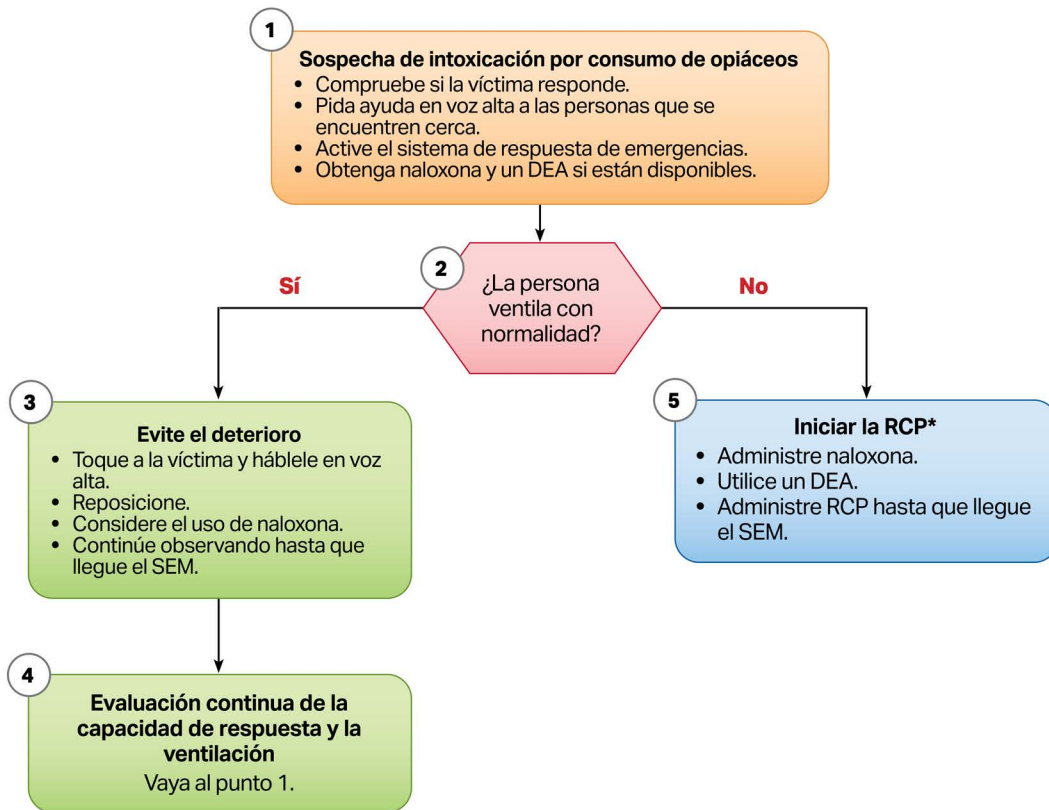 1
Sospecha de intoxicación por consumo de opiáceos
• Compruebe si la víctima responde.
• Pida ayuda en voz alta a las personas que se
encuentren cerca.
• Active el sistema de respuesta de emergencias.
• Obtenga naloxona y un DEA si están disponibles.
2
¿La persona
ventila con
normalidad?
Sí
No
3
Evite el deterioro
• Toque a la víctima y háblele en voz
alta.
• Reposicione.
• Considere el uso de naloxona.
• Continúe observando hasta que
llegue el SEM.
4
Evaluación continua de la
capacidad de respuesta y la
ventilación
Vaya al punto 1.
5
Iniciar la RCP*
• Administre naloxona.
• Utilice un DEA.
• Administre RCP hasta que llegue
el SEM.